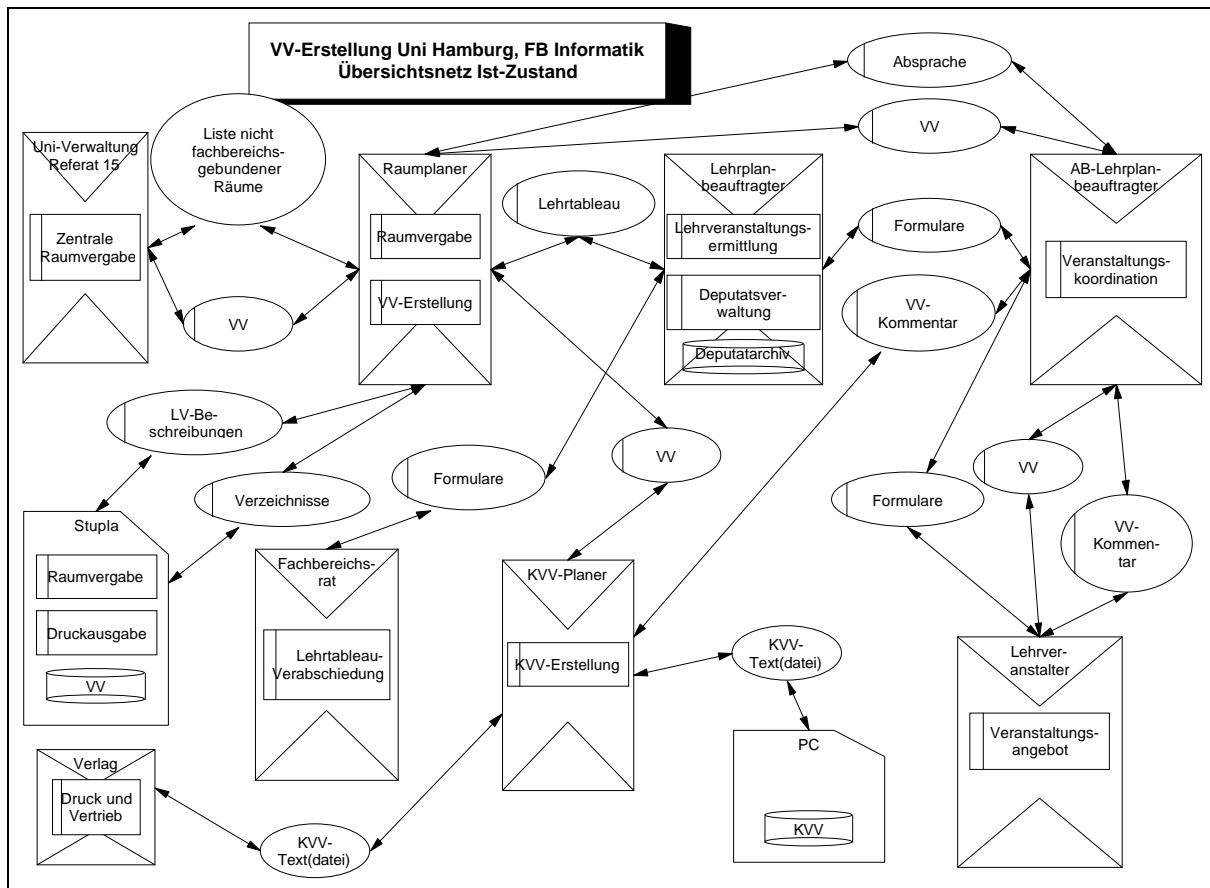 VV-Erstellung Uni Hamburg, FB Informatik
Übersichtsnetz Ist-Zustand
Absprache
VV
Uni-Verwaltung
Referat 15
Zentrale
Raumvergabe
Liste nicht
fachbereichs-
gebundener
Räume
VV
Raumplaner
Raumvergabe
VV-Erstellung
Lehrtableau
Lehrplan-
beauftragter
Lehrveranstaltungs-
ermittlung
Deputatsver-
waltung
Deputatarchiv
Formulare
VV-
Kommentar
AB-Lehrplan-
beauftragter
Veranstaltungs-
koordination
LV-Be-
schreibungen
Verzeichnisse
Formulare
VV
Formulare
VV
VV-
Kommen-
tar
Stupla
Raumvergabe
Druckausgabe
VV
Fachbereichs-
rat
Lehrtableau-
Verabschiedung
KVV-Planer
KVV-Erstellung
KVV-
Text(datei)
PC
KVV
Lehrver-
anstalter
Veranstaltungs-
angebot
Verlag
Druck und
Vertrieb
KVV-
Text(datei)